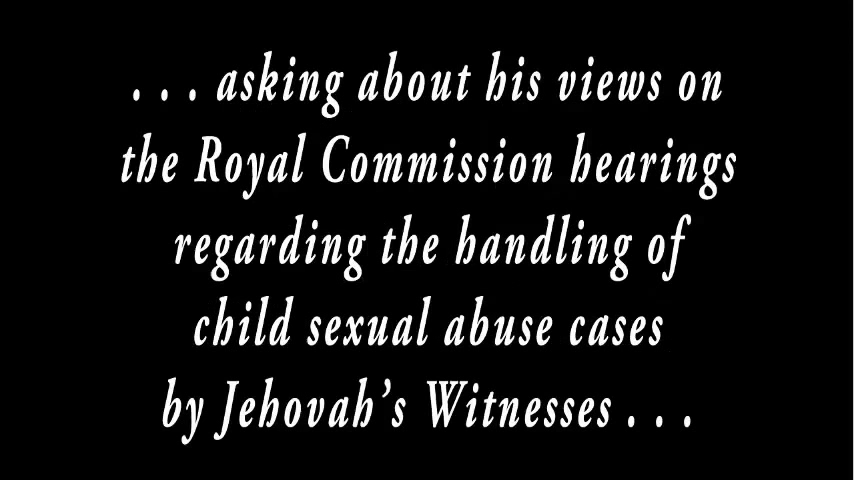 . . . asking about his views on
the Royal Commission hearings
regarding the handling of
child sexual abuse cases
by Jehovah’s Witnesses . . .